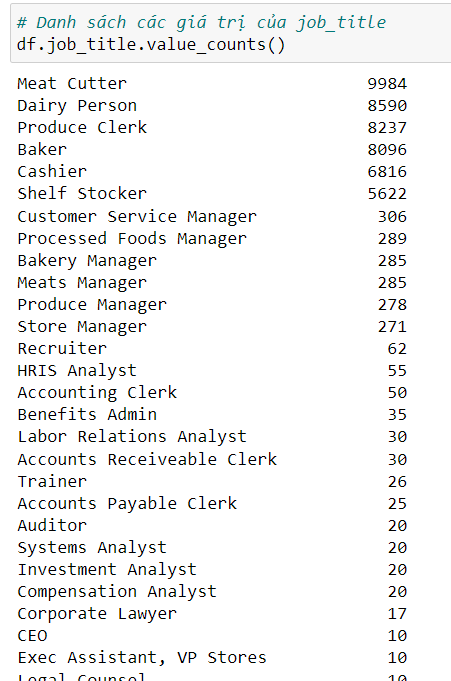 # Danh sách các giá trị của job_title
df.job_title.value_counts()
Meat Cutter 9984
Dairy Person 8590
Produce Clerk 8237
Baker 8096
Cashier 6816
Shelf Stocker 5622
Customer Service Manager 306
Processed Foods Manager 289
Bakery Manager 285
Meats Manager 285
Produce Manager 278
Store Manager 271
Recruiter 62
HRIS Analyst 55
Accounting Clerk 50
Benefits Admin 35
Labor Relations Analyst 30
Accounts Receiveable Clerk 30
Trainer 26
Accounts Payable Clerk 25
Auditor 20
Systems Analyst 20
Investment Analyst 20
Compensation Analyst 20
Corporate Lawyer 17
CEO 10
Exec Assistant, VP Stores 10
Legal Counsel 10